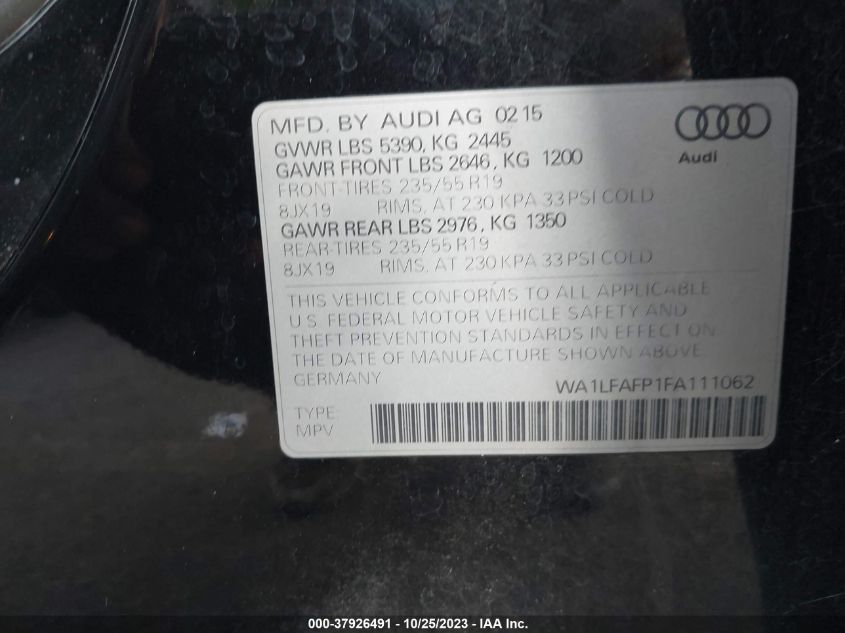 MFD. BY AUDI AG 0215
GVWR LBS 5390, KG 2445
GAWR FRONT LBS 2646, KG 1200
FRONT-TIRES 235/55 R19
8JX19 RIMS, AT 230 KPA 33 PSI COLD
GAWR REAR LBS 2976, KG 1350
REAR-TIRES 235/55 R19
8JX19 RIMS, AT 230 KPA 33 PSI COLD
Audi
THIS VEHICLE CONFORMS TO ALL APPLICABLE
U.S. FEDERAL MOTOR VEHICLE SAFETY AND
THEFT PREVENTION STANDARDS IN EFFECT ON
THE DATE OF MANUFACTURE SHOWN ABOVE.
GERMANY
WA1LFAFP1FA111062
TYPE
MPV
000-37926491 - 10/25/2023 - © IAA, Inc.